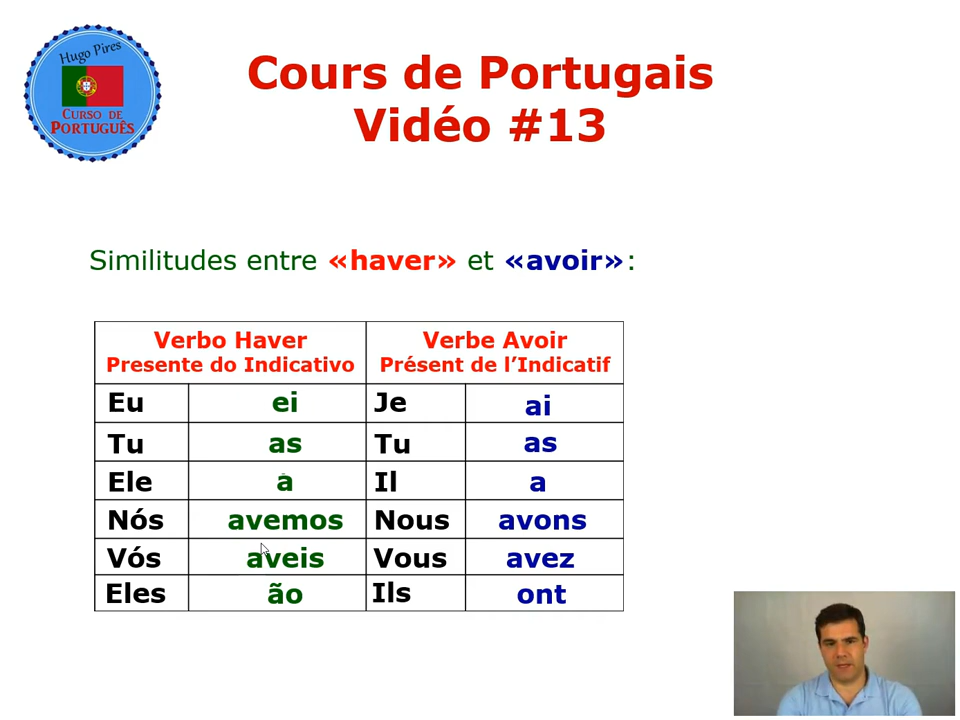 Hugo Pires
CURSO DE
PORTUGUÊS
Cours de Portugais
Vidéo #13
Similitudes entre «haver» et «avoir»:
Verbo Haver
Presente do Indicativo
Verbe Avoir
Présent de l’Indicatif
Eu ei Je ai
Tu as Tu as
Ele a Il a
Nós avemos Nous avons
Vós aveis Vous avez
Eles ão Ils ont